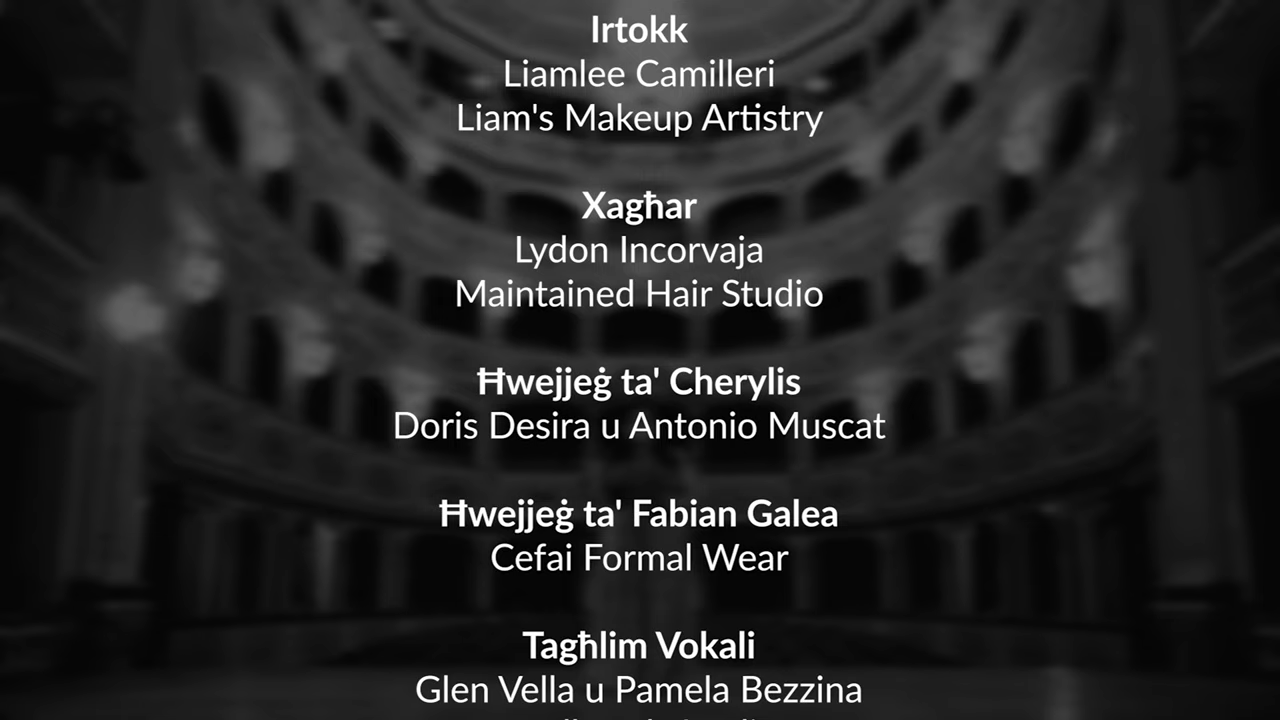 Irtokk
Liamlee Camilleri
Liam's Makeup Artistry
Xagħar
Lydon Incorvaja
Maintained Hair Studio
Ħwejjeġ ta' Cherylis
Doris Desira u Antonio Muscat
Ħwejjeġ ta' Fabian Galea
Cefai Formal Wear
Tagħlim Vokali
Glen Vella u Pamela Bezzina